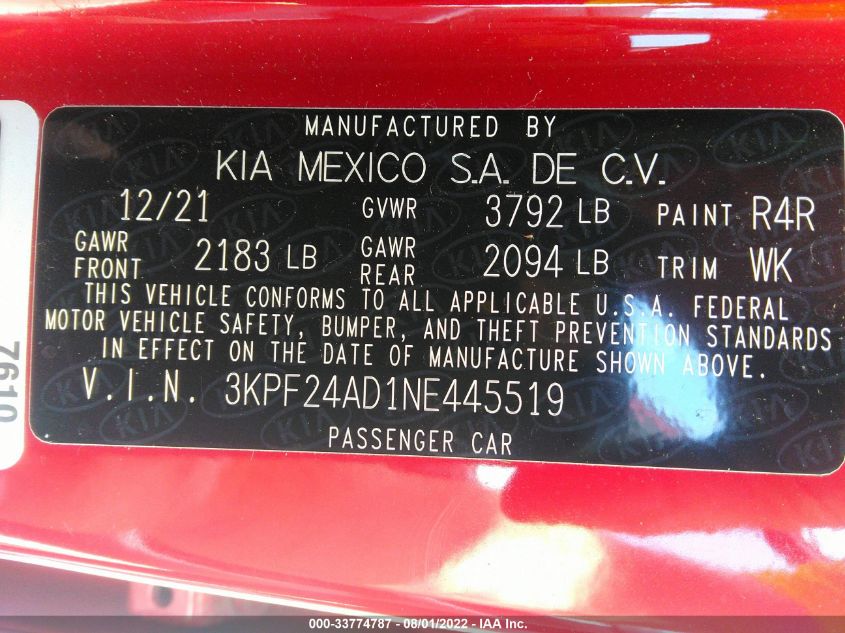 MANUFACTURED BY
KIA MEXICO S.A. DE C.V.
12/21 GVWR 3792 LB PAINT R4R
GAWR FRONT 2183 LB GAWR REAR 2094 LB TRIM WK
THIS VEHICLE CONFORMS TO ALL APPLICABLE U.S.A. FEDERAL
MOTOR VEHICLE SAFETY, BUMPER, AND THEFT PREVENTION STANDARDS
IN EFFECT ON THE DATE OF MANUFACTURE SHOWN ABOVE.
V.I.N. 3KPF24AD1NE445519
PASSENGER CAR
7610
000-33774787 - 08/01/2022 - IAA Inc.